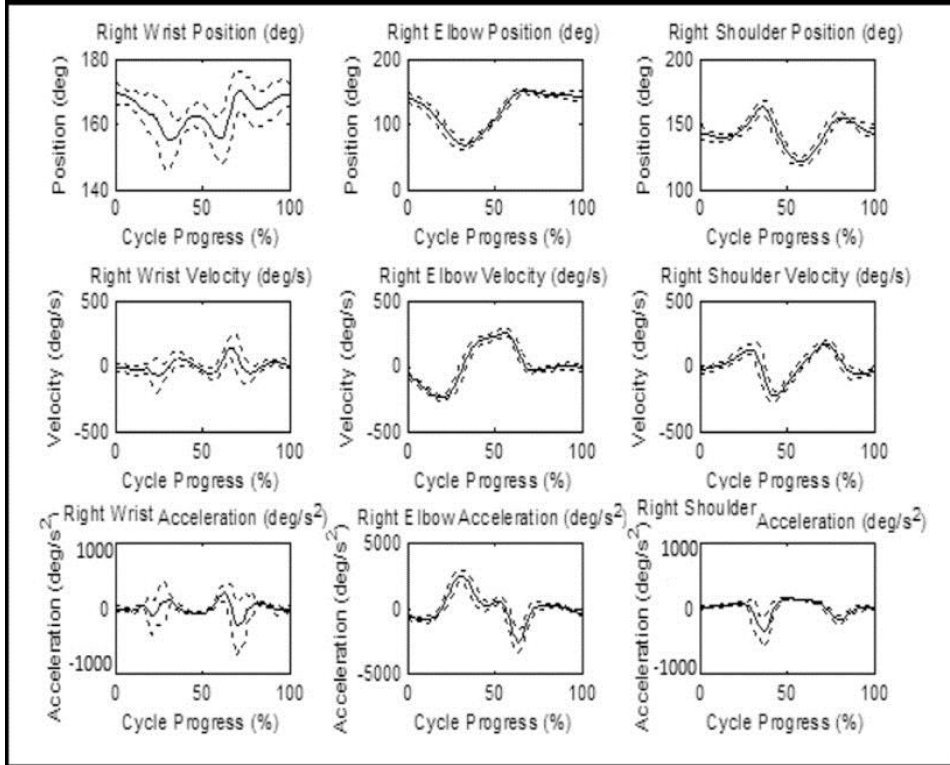 Right Wrist Position (deg)
Position (deg)
180
160
140
0
50
100
Cycle Progress (%)
Right Elbow Position (deg)
Position (deg)
200
100
0
0
50
100
Cycle Progress (%)
Right Shoulder Position (deg)
Position (deg)
200
150
100
0
50
100
Cycle Progress (%)
Right Wrist Velocity (deg/s)
Velocity (deg/s)
500
0
-500
0
50
100
Cycle Progress (%)
Right Elbow Velocity (deg/s)
Velocity (deg/s)
500
0
-500
0
50
100
Cycle Progress (%)
Right Shoulder Velocity (deg/s)
Velocity (deg/s)
500
0
-500
0
50
100
Cycle Progress (%)
Right Wrist Acceleration (deg/s²)
Acceleration (deg/s²)
1000
0
-1000
0
50
100
Cycle Progress (%)
Right Elbow Acceleration (deg/s²)
Acceleration (deg/s²)
5000
0
-5000
0
50
100
Cycle Progress (%)
Right Shoulder Acceleration (deg/s²)
Acceleration (deg/s²)
1000
0
-1000
0
50
100
Cycle Progress (%)